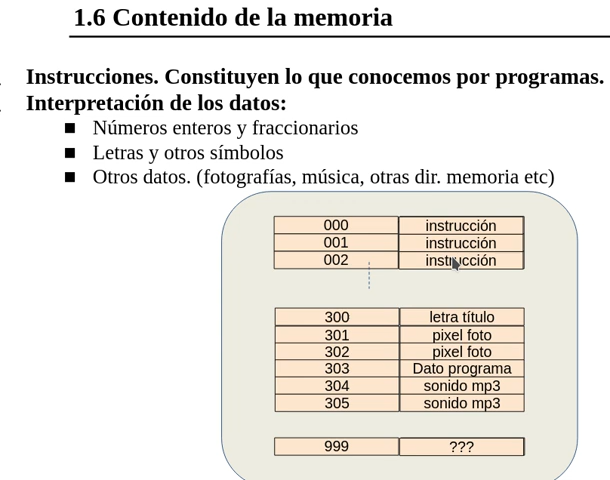 1.6 Contenido de la memoria
Instrucciones. Constituyen lo que conocemos por programas.
Interpretación de los datos:
Números enteros y fraccionarios
Letras y otros símbolos
Otros datos. (fotografías, música, otras dir. memoria etc)
000 instrucción
001 instrucción
002 instrucción
300 letra título
301 pixel foto
302 pixel foto
303 Dato programa
304 sonido mp3
305 sonido mp3
999 ???